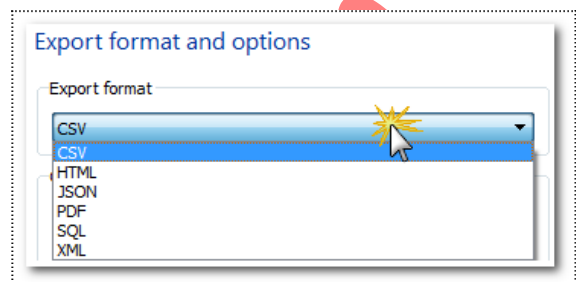 Export format and options
Export format
CSV
CSV
HTML
JSON
PDF
SQL
XML